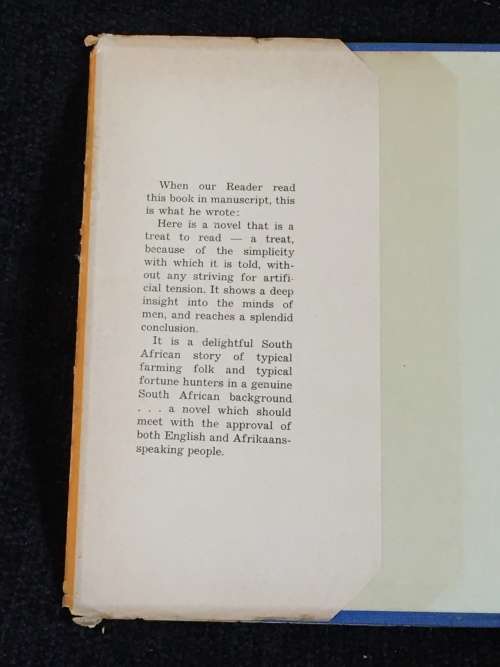 When our Reader read
this book in manuscript, this
is what he wrote:
Here is a novel that is a
treat to read — a treat,
because of the simplicity
with which it is told, with-
out any striving for artifi-
cial tension. It shows a deep
insight into the minds of
men, and reaches a splendid
conclusion.
It is a delightful South
African story of typical
farming folk and typical
fortune hunters in a genuine
South African background
. . . a novel which should
meet with the approval of
both English and Afrikaans-
speaking people.